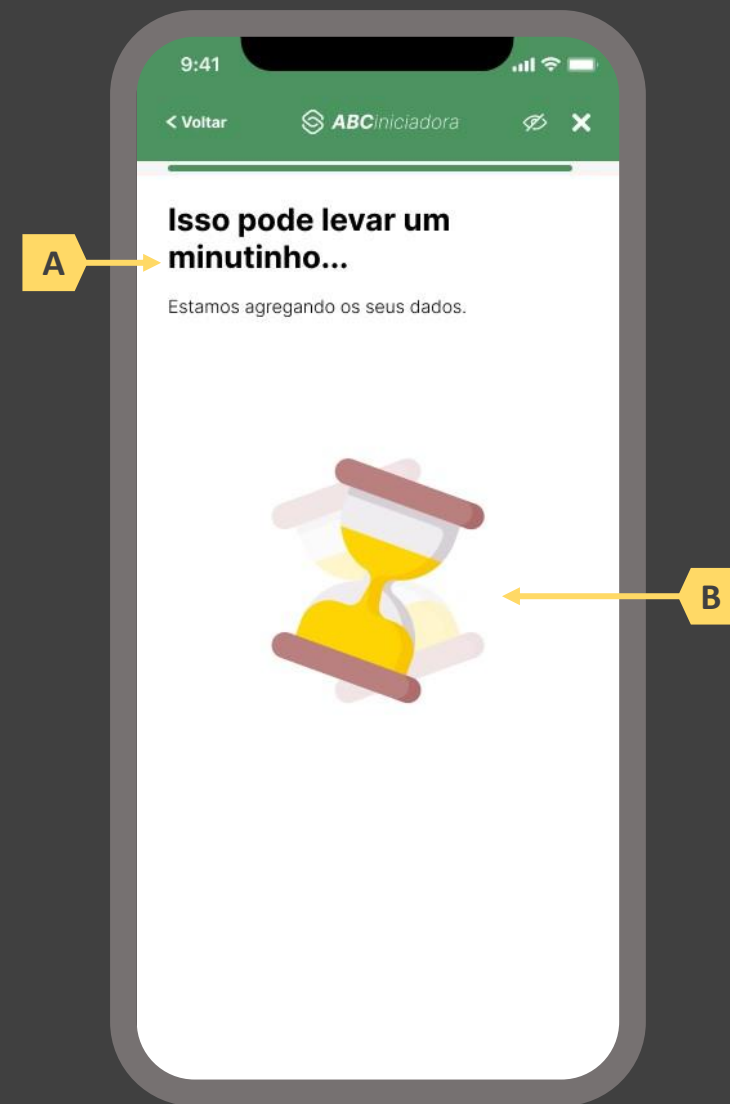 9:41
< Voltar ABCiniciadora
Isso pode levar um
minutinho...
A
Estamos agregando os seus dados.
B